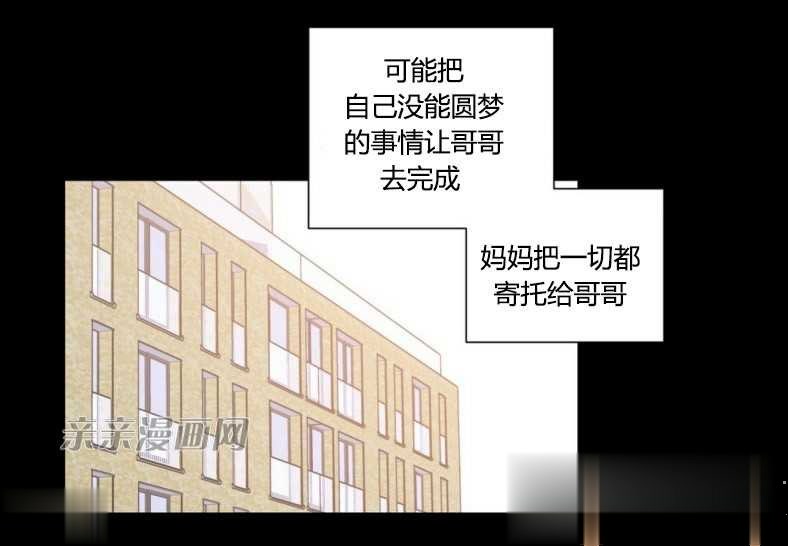 可能把
自己没能圆梦
的事情让哥哥
去完成
妈妈把一切都
寄托给哥哥
亲亲漫画网